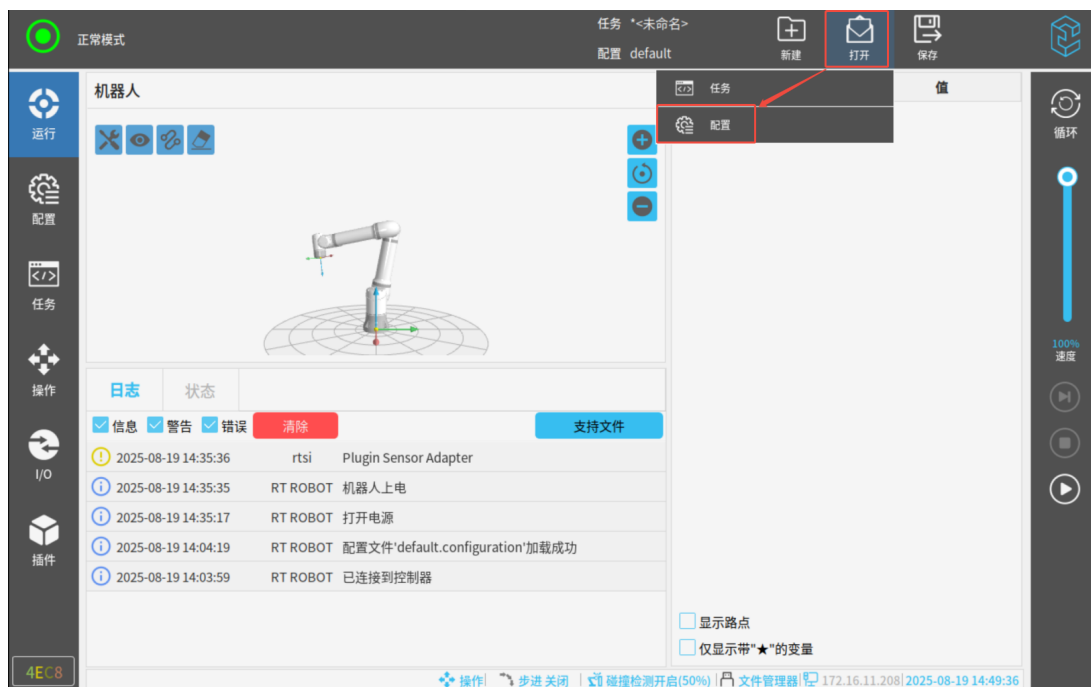 正常模式
任务 *<未命名>
配置 default
新建
打开
保存
运行
配置
任务
操作
I/O
插件
4EC8
机器人
任务
配置
值
日志
状态
信息
警告
错误
清除
支持文件
2025-08-19 14:35:36 rtsi Plugin Sensor Adapter
2025-08-19 14:35:35 RT ROBOT 机器人上电
2025-08-19 14:35:17 RT ROBOT 打开电源
2025-08-19 14:04:19 RT ROBOT 配置文件'default.configuration'加载成功
2025-08-19 14:03:59 RT ROBOT 已连接到控制器
显示路点
仅显示带"★"的变量
循环
100%
速度
操作 步进 关闭 碰撞检测开启(50%) 文件管理器 172.16.11.208 2025-08-19 14:49:36